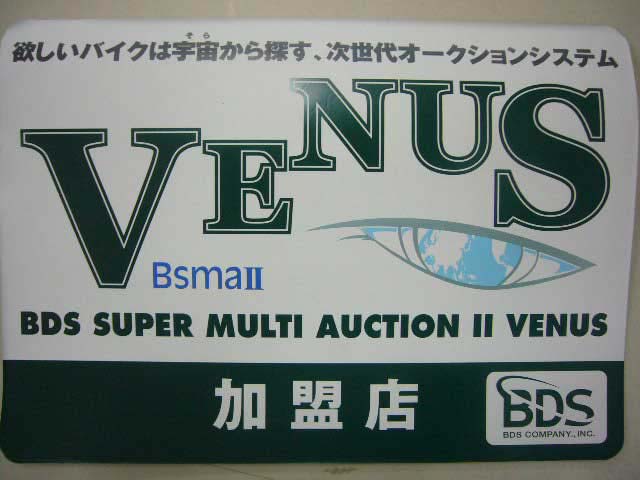 そら
欲しいバイクは宇宙から探す、次世代オークションシステム
VENUS
BsmaII
BDS SUPER MULTI AUCTION II VENUS
加盟店
BDS
BDS COMPANY., INC.